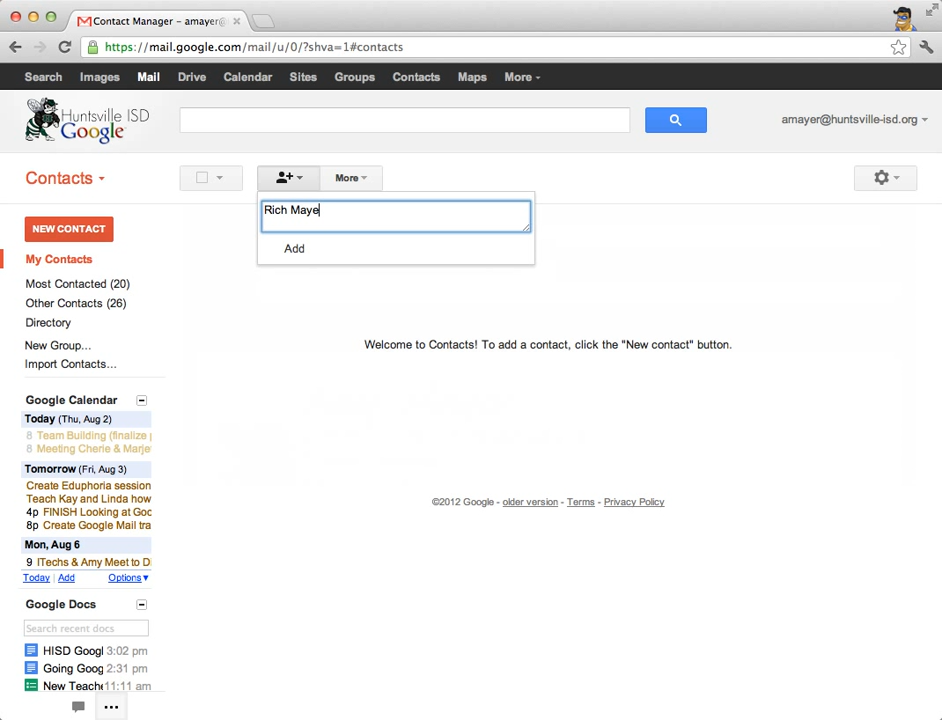 Contact Manager – amayer@
https://mail.google.com/mail/u/0/?shva=1#contacts
Search Images Mail Drive Calendar Sites Groups Contacts Maps More
Huntsville ISD
Google
amayer@huntsville-isd.org
Contacts
More
Rich Maye
Add
NEW CONTACT
My Contacts
Most Contacted (20)
Other Contacts (26)
Directory
New Group...
Import Contacts...
Welcome to Contacts! To add a contact, click the "New contact" button.
Google Calendar
Today (Thu, Aug 2)
8 Team Building (finalize
8 Meeting Cherie & Marje
Tomorrow (Fri, Aug 3)
Create Eduphoria session
Teach Kay and Linda how
4p FINISH Looking at Goo
8p Create Google Mail tra
Mon, Aug 6
9 ITechs & Amy Meet to D
Today | Add Options▼
©2012 Google - older version - Terms - Privacy Policy
Google Docs
Search recent docs
HISD Googl 3:02 pm
Going Goog 2:31 pm
New Teache 11:11 am